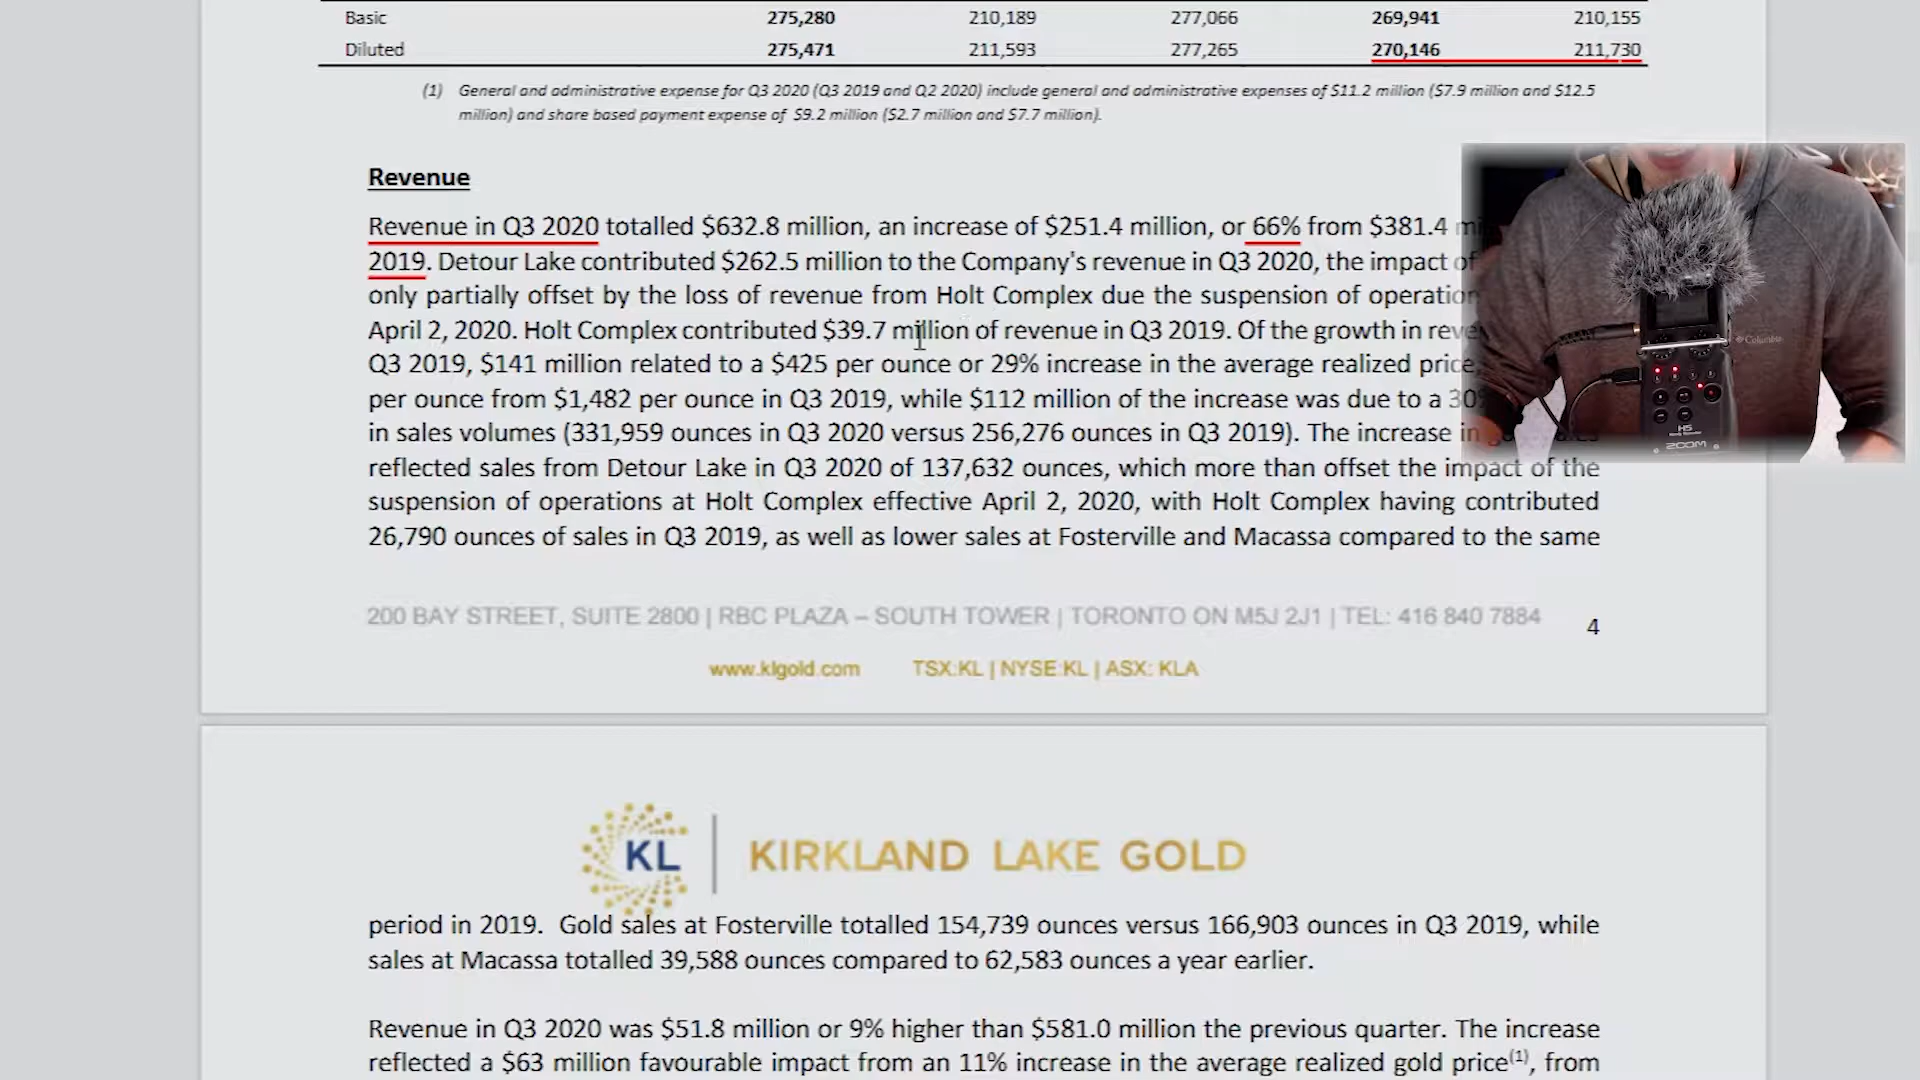 Basic 275,280 210,189 277,066 269,941 210,155
Diluted 275,471 211,593 277,265 270,146 211,730
(1) General and administrative expense for Q3 2020 (Q3 2019 and Q2 2020) include general and administrative expenses of $11.2 million ($7.9 million and $12.5
million) and share based payment expense of $9.2 million ($2.7 million and $7.7 million).
Revenue
Revenue in Q3 2020 totalled $632.8 million, an increase of $251.4 million, or 66% from $381.4
2019. Detour Lake contributed $262.5 million to the Company's revenue in Q3 2020, the impact of
only partially offset by the loss of revenue from Holt Complex due the suspension of
April 2, 2020. Holt Complex contributed $39.7 million of revenue in Q3 2019. Of the growth in
Q3 2019, $141 million related to a $425 per ounce or 29% increase in the average realized price
per ounce from $1,482 per ounce in Q3 2019, while $112 million of the increase was due to a
in sales volumes (331,959 ounces in Q3 2020 versus 256,276 ounces in Q3 2019). The increase in
reflected sales from Detour Lake in Q3 2020 of 137,632 ounces, which more than offset the impact of the
suspension of operations at Holt Complex effective April 2, 2020, with Holt Complex having contributed
26,790 ounces of sales in Q3 2019, as well as lower sales at Fosterville and Macassa compared to the same
Columbia
H5
ZOOM
200 BAY STREET, SUITE 2800 | RBC PLAZA – SOUTH TOWER | TORONTO ON M5J 2J1 | TEL: 416 840 7884
4
www.klgold.com TSX:KL | NYSE:KL | ASX: KLA
KL KIRKLAND LAKE GOLD
period in 2019. Gold sales at Fosterville totalled 154,739 ounces versus 166,903 ounces in Q3 2019, while
sales at Macassa totalled 39,588 ounces compared to 62,583 ounces a year earlier.
Revenue in Q3 2020 was $51.8 million or 9% higher than $581.0 million the previous quarter. The increase
reflected a $63 million favourable impact from an 11% increase in the average realized gold price(1), from